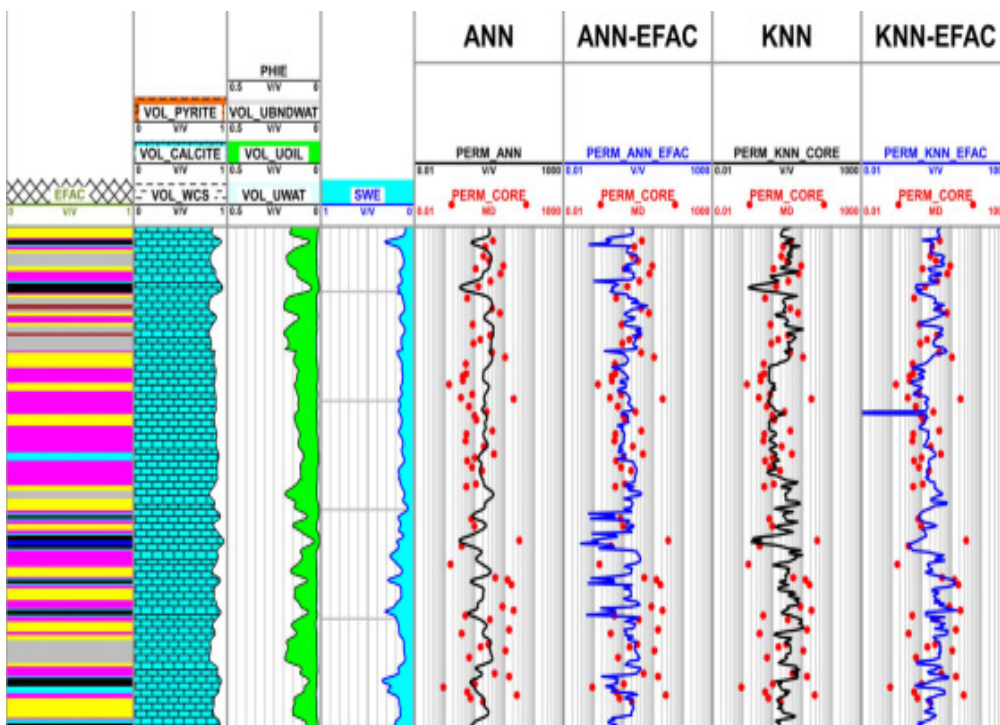 ANN ANN-EFAC KNN KNN-EFAC
PHIE
0.5 V/V 0
VOL_PYRITE VOL_UBNDWAT
0 V/V 1 0.5 V/V 0
VOL_CALCITE VOL_UOIL PERM_ANN PERM_ANN_EFAC PERM_KNN_CORE PERM_KNN_EFAC
0 V/V 1 0.5 V/V 0 0.01 V/V 1000 0.01 V/V 1000 0.01 V/V 1000 0.01 V/V
EFAC VOL_WCS VOL_UWAT SWE PERM_CORE PERM_CORE PERM_CORE PERM_CORE
0 V/V 1 0 V/V 1 0.5 V/V 0 1 V/V 0 0.01 MD 1000 0.01 MD 1000 0.01 MD 1000 0.01 MD